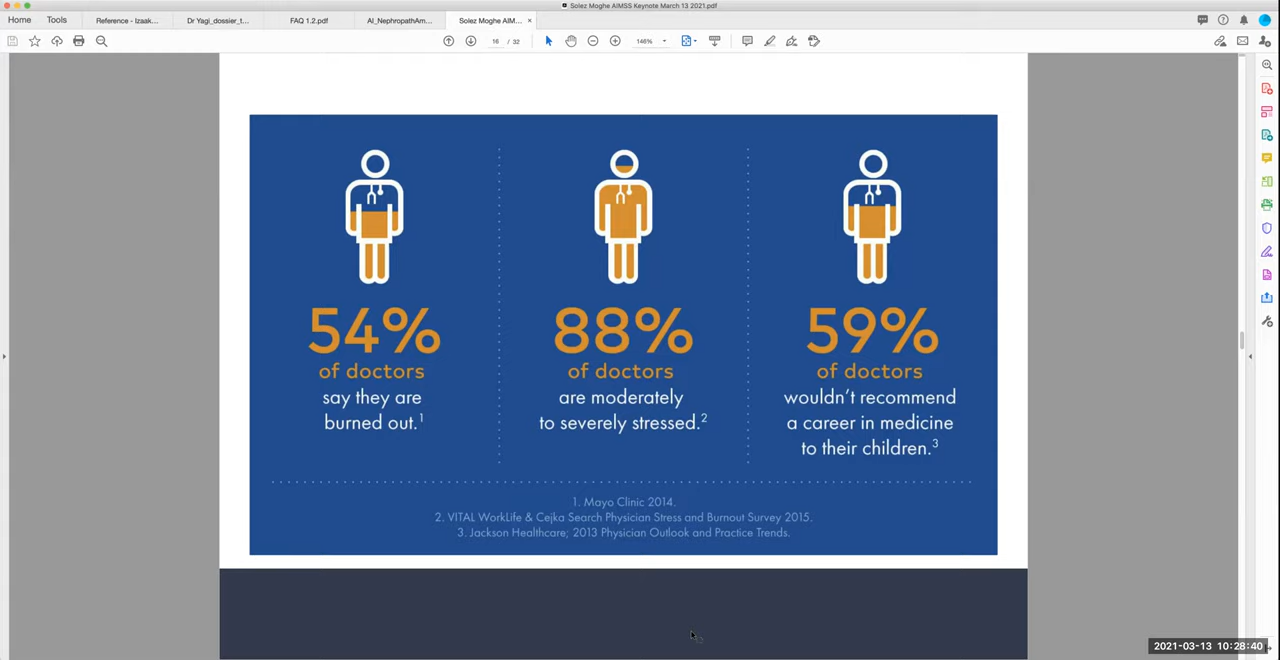 Solez Moghe AIMSS Keynote March 13 2021.pdf
Home Tools Reference - Izaak... Dr Yagi_dossier_t... FAQ 1.2.pdf AI_NephropathAm... Solez Moghe AIM... ×
16 / 32 146%
54% 88% 59%
of doctors of doctors of doctors
say they are are moderately wouldn't recommend
burned out.1 to severely stressed.2 a career in medicine
to their children.3
1. Mayo Clinic 2014.
2. VITAL WorkLife & Cejka Search Physician Stress and Burnout Survey 2015.
3. Jackson Healthcare; 2013 Physician Outlook and Practice Trends.
2021-03-13 10:28:40